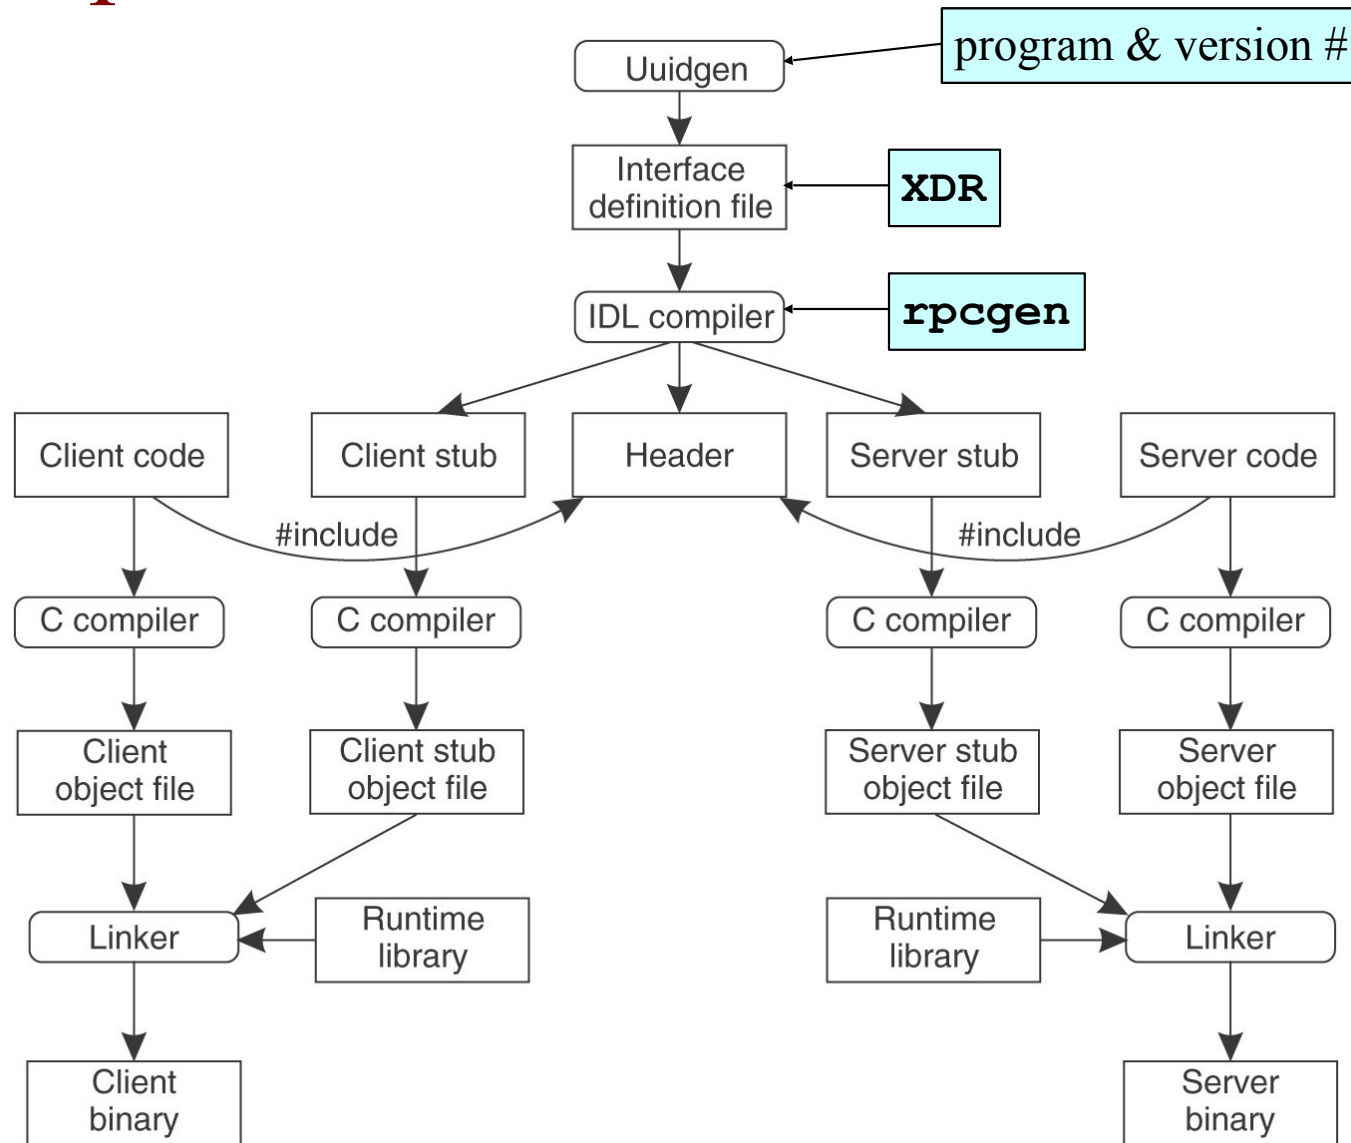 program & version #
Uuidgen
Interface
definition file
XDR
IDL compiler
rpcgen
Client code
Client stub
Header
Server stub
Server code
#include
#include
C compiler
C compiler
C compiler
C compiler
Client
object file
Client stub
object file
Server stub
object file
Server
object file
Linker
Runtime
library
Runtime
library
Linker
Client
binary
Server
binary